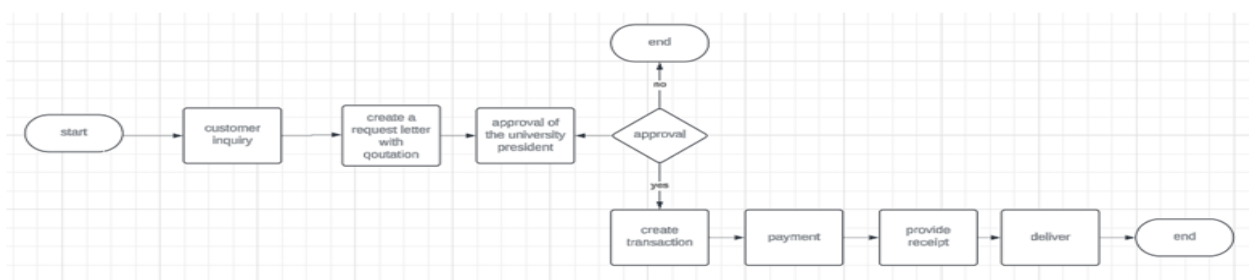 end
no
start
customer
inquiry
create a
request letter
with
qoutation
approval of
the university
president
approval
yes
create
transaction
payment
provide
receipt
deliver
end